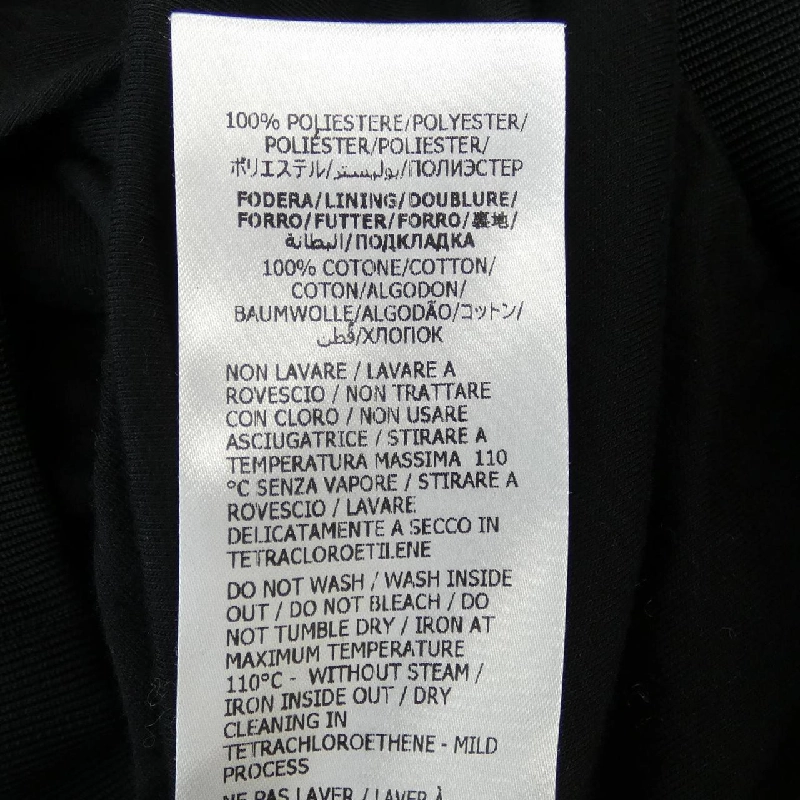 100% POLIESTERE/POLYESTER/
POLIÉSTER/POLIESTER/
ポリエステル/بوليستر/ПОЛИЭСТЕР
FODERA/LINING/DOUBLURE/
FORRO/FUTTER/FORRO/裏地/
البطانة/ПОДКЛАДКА
100% COTONE/COTTON/
COTON/ALGODON/
BAUMWOLLE/ALGODÃO/コットン/
قطن/ХЛОПОК
NON LAVARE / LAVARE A
ROVESCIO / NON TRATTARE
CON CLORO / NON USARE
ASCIUGATRICE / STIRARE A
TEMPERATURA MASSIMA 110
°C SENZA VAPORE / STIRARE A
ROVESCIO / LAVARE
DELICATAMENTE A SECCO IN
TETRACLOROETILENE
DO NOT WASH / WASH INSIDE
OUT / DO NOT BLEACH / DO
NOT TUMBLE DRY / IRON AT
MAXIMUM TEMPERATURE
110°C - WITHOUT STEAM /
IRON INSIDE OUT / DRY
CLEANING IN
TETRACHLOROETHENE - MILD
PROCESS
NE PAS LAVER / LAVER À